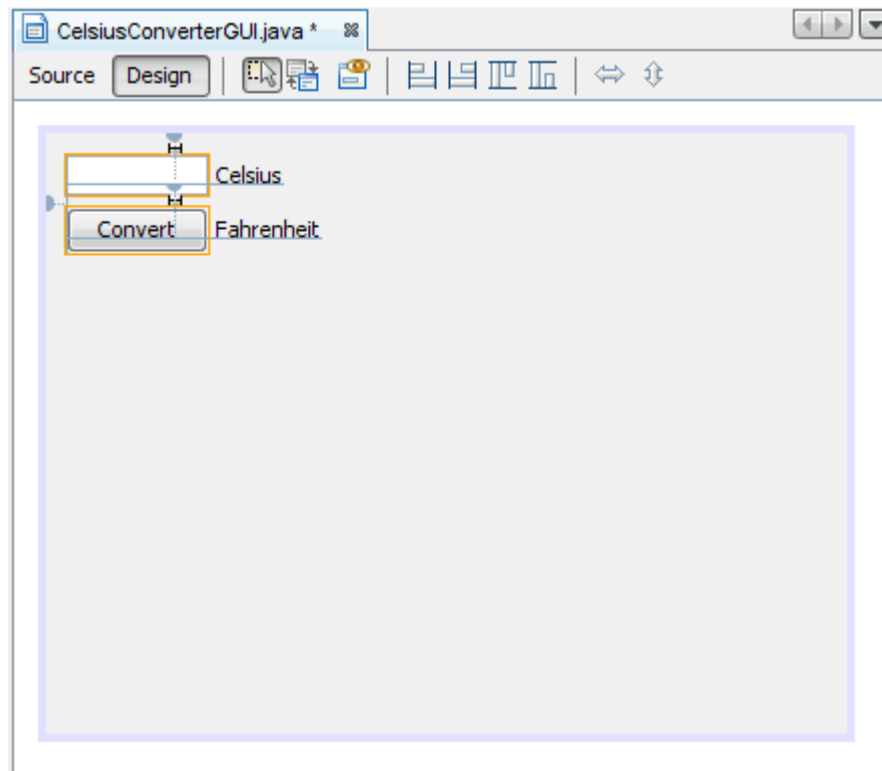 CelsiusConverterGUI.java *
Source Design
Celsius
Convert Fahrenheit